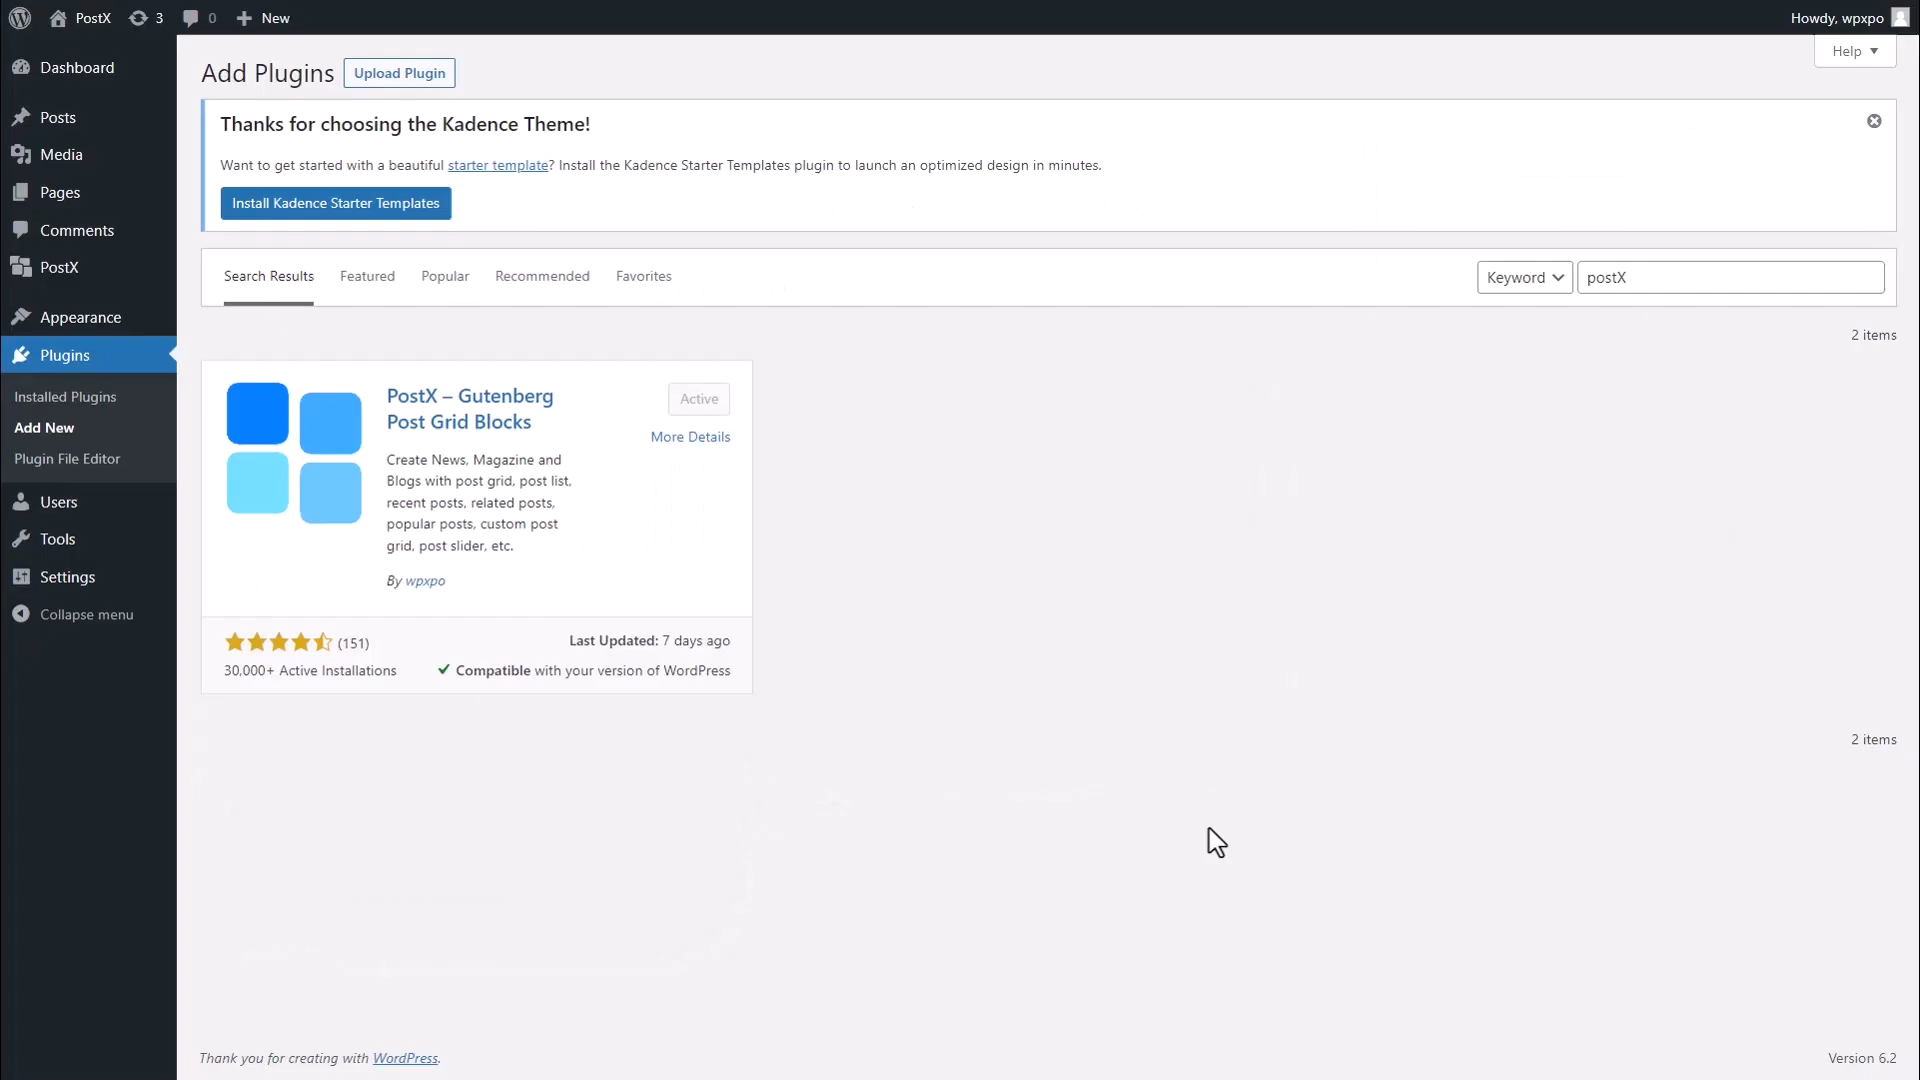 PostX 3 0 New Howdy, wpxpo
Help
Dashboard
Posts
Media
Pages
Comments
PostX
Appearance
Plugins
Installed Plugins
Add New
Plugin File Editor
Users
Tools
Settings
Collapse menu
Add Plugins Upload Plugin
Thanks for choosing the Kadence Theme!
Want to get started with a beautiful starter template? Install the Kadence Starter Templates plugin to launch an optimized design in minutes.
Install Kadence Starter Templates
Search Results Featured Popular Recommended Favorites Keyword postX
2 items
PostX – Gutenberg
Post Grid Blocks
Active
More Details
Create News, Magazine and
Blogs with post grid, post list,
recent posts, related posts,
popular posts, custom post
grid, post slider, etc.
By wpxpo
(151) Last Updated: 7 days ago
30,000+ Active Installations Compatible with your version of WordPress
2 items
Thank you for creating with WordPress. Version 6.2